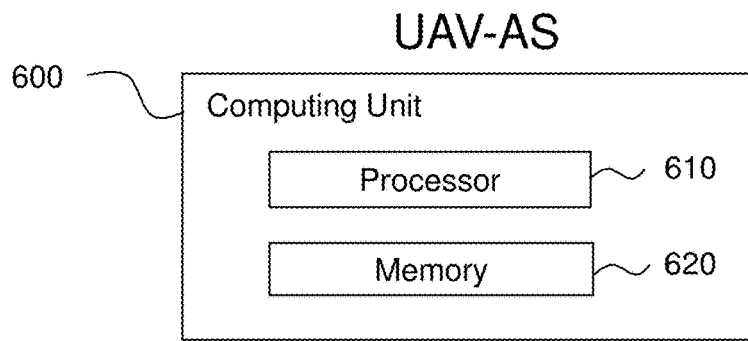 UAV-AS
600
Computing Unit
Processor 610
Memory 620